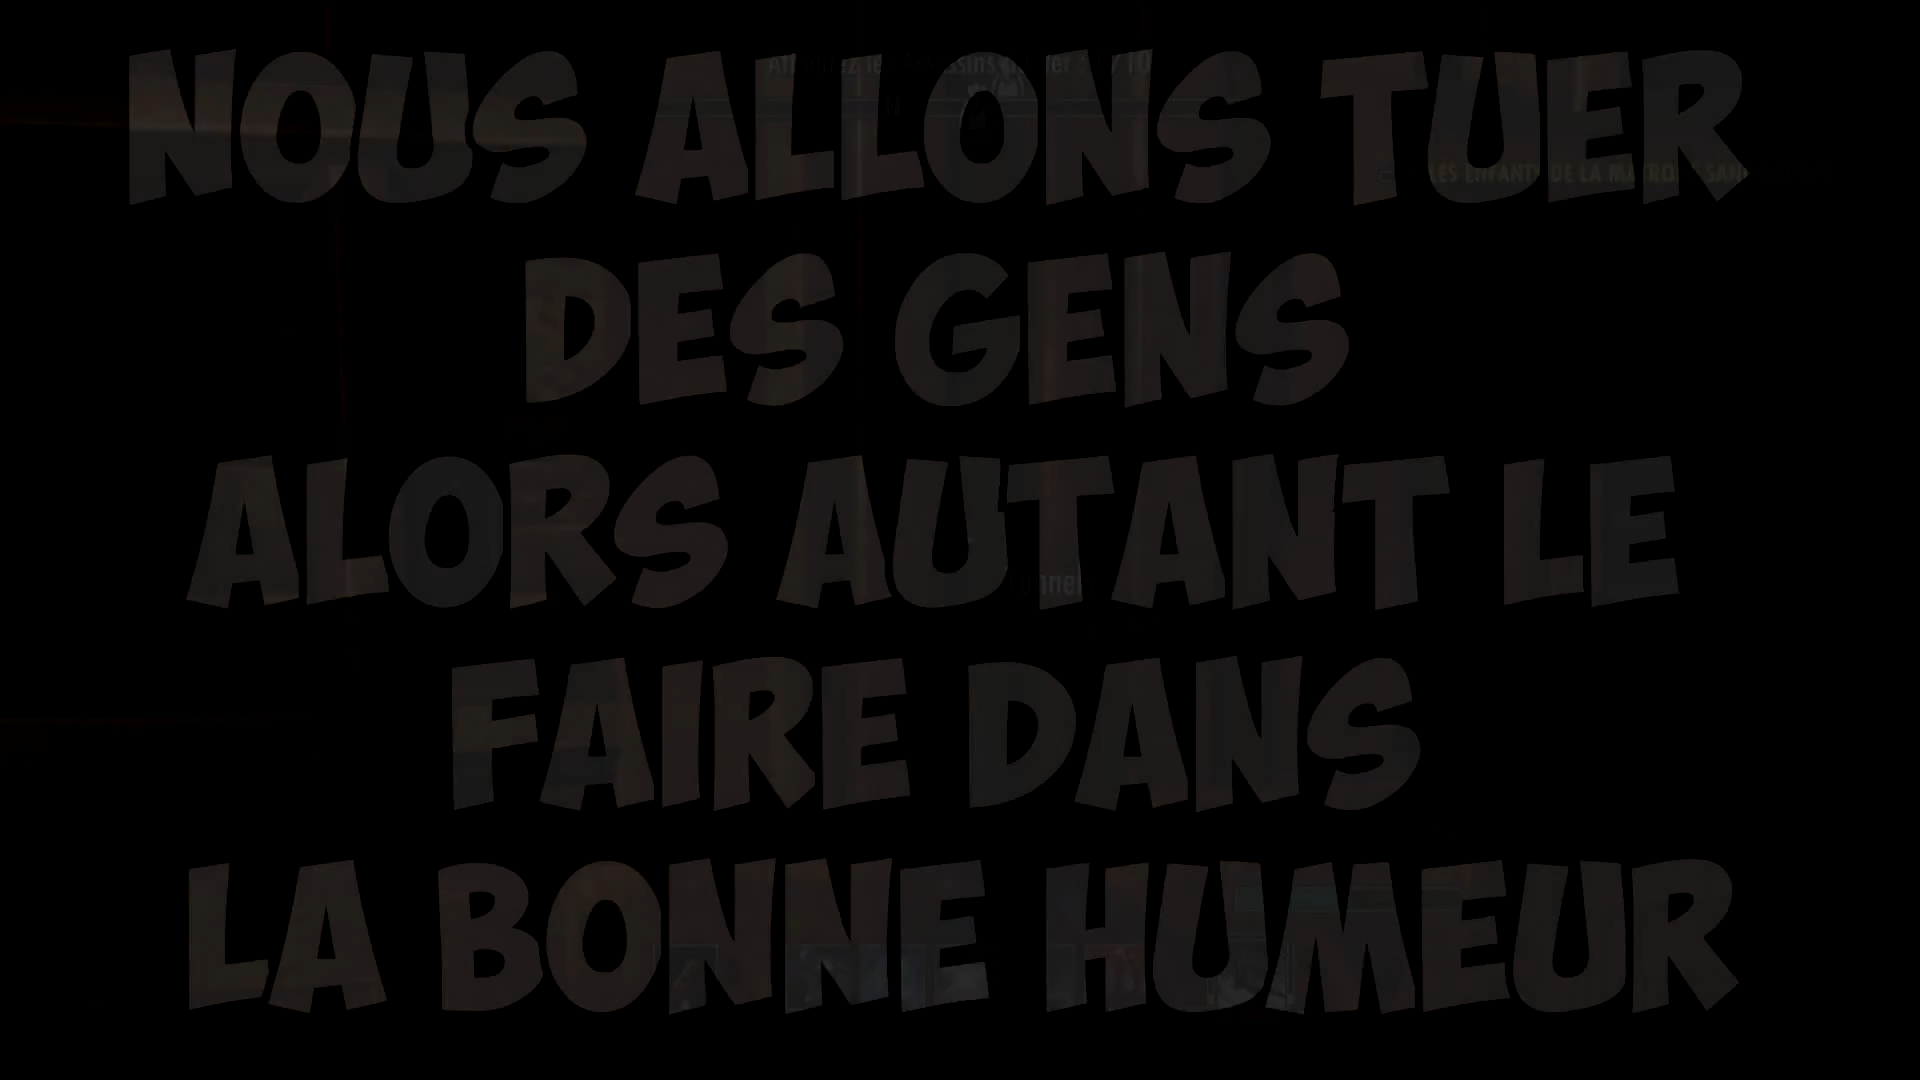 NOUS ALLONS TUER
DES GENS
ALORS AUTANT LE
FAIRE DANS
LA BONNE HUMEUR